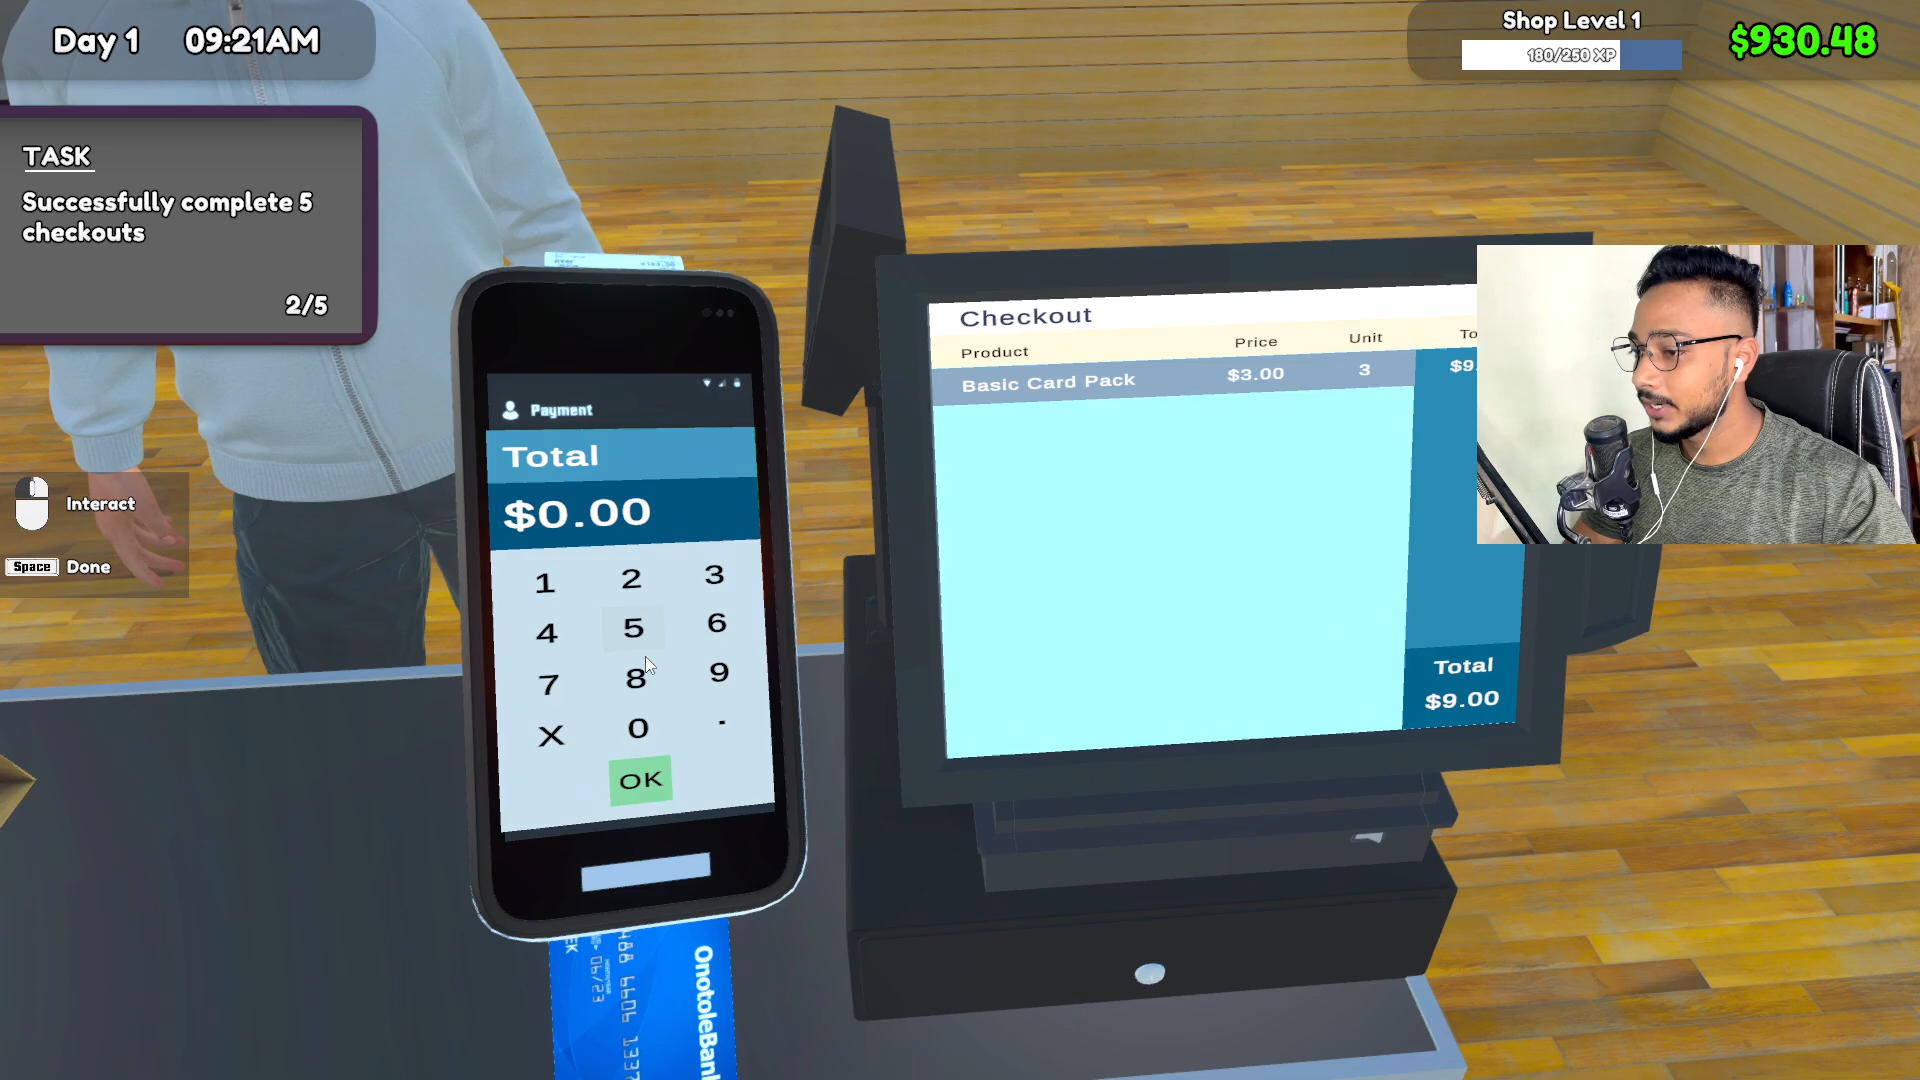 Day 1 09:21AM
Shop Level 1
180/250 XP
$930.48
TASK
Successfully complete 5
checkouts
2/5
Interact
Space Done
Payment
Total
$0.00
1 2 3
4 5 6
7 8 9
X 0 .
OK
Checkout
Product Price Unit
Basic Card Pack $3.00 3
Total
$9.00
06/23
OnotoleBank